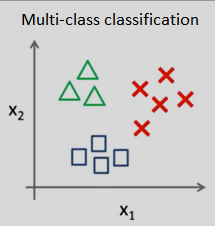 Multi-class classification
x₂
x₁